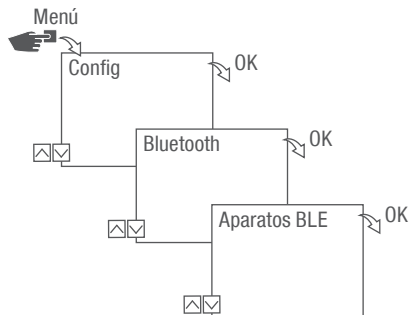 Menú
Config
OK
Bluetooth
OK
Aparatos BLE
OK